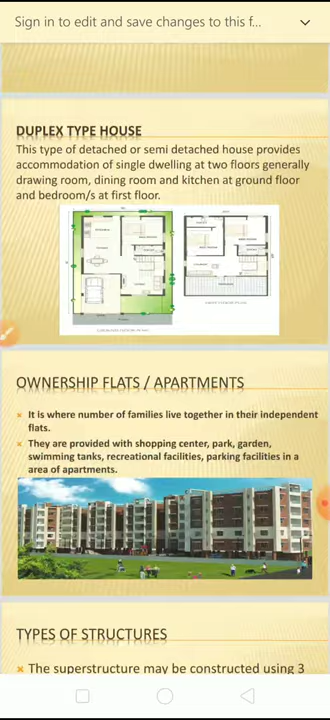 Sign in to edit and save changes to this f...
DUPLEX TYPE HOUSE
This type of detached or semi detached house provides
accommodation of single dwelling at two floors generally
drawing room, dining room and kitchen at ground floor
and bedroom/s at first floor.
OWNERSHIP FLATS / APARTMENTS
It is where number of families live together in their independent
flats.
They are provided with shopping center, park, garden,
swimming tanks, recreational facilities, parking facilities in a
area of apartments.
TYPES OF STRUCTURES
The superstructure may be constructed using 3